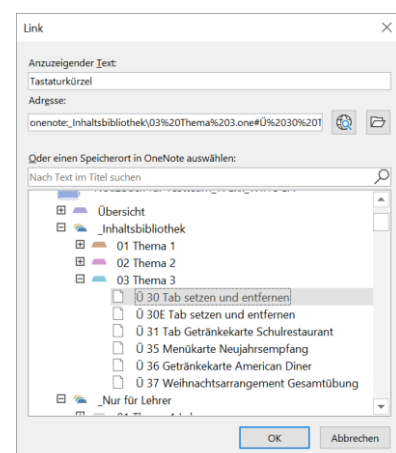 Link
Anzuzeigender Text:
Tastaturkürzel
Adresse:
onenote:_Inhaltsbibliothek\03%20Thema%203.one#Ü%2030%20T
Oder einen Speicherort in OneNote auswählen:
Nach Text im Titel suchen
Übersicht
_Inhaltsbibliothek
01 Thema 1
02 Thema 2
03 Thema 3
Ü 30 Tab setzen und entfernen
Ü 30E Tab setzen und entfernen
Ü 31 Tab Getränkekarte Schulrestaurant
Ü 35 Menükarte Neujahrsempfang
Ü 36 Getränkekarte American Diner
Ü 37 Weihnachtsarrangement Gesamtübung
_Nur für Lehrer
OK Abbrechen